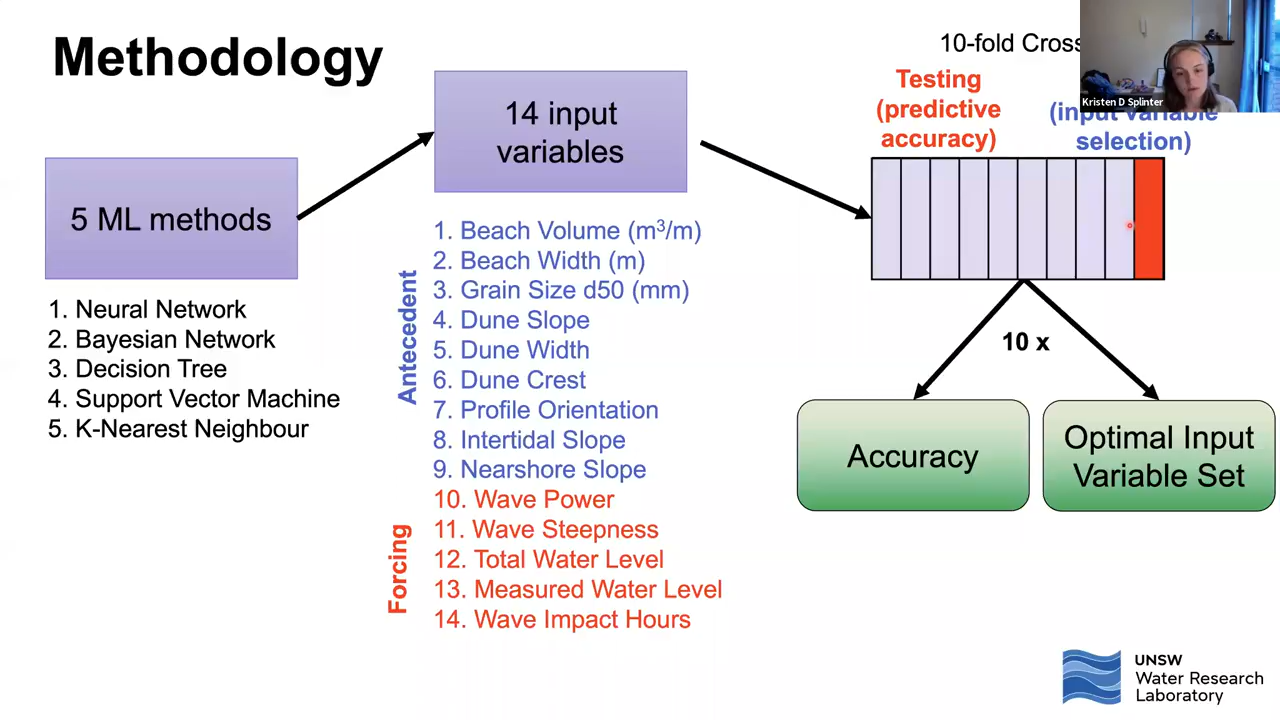 Methodology
5 ML methods
1. Neural Network
2. Bayesian Network
3. Decision Tree
4. Support Vector Machine
5. K-Nearest Neighbour
14 input
variables
Antecedent
1. Beach Volume (m³/m)
2. Beach Width (m)
3. Grain Size d50 (mm)
4. Dune Slope
5. Dune Width
6. Dune Crest
7. Profile Orientation
8. Intertidal Slope
9. Nearshore Slope
Forcing
10. Wave Power
11. Wave Steepness
12. Total Water Level
13. Measured Water Level
14. Wave Impact Hours
10-fold Cross
Testing
(predictive
accuracy)
(input variable
selection)
Kristen D Splinter
10 x
Accuracy
Optimal Input
Variable Set
UNSW
Water Research
Laboratory